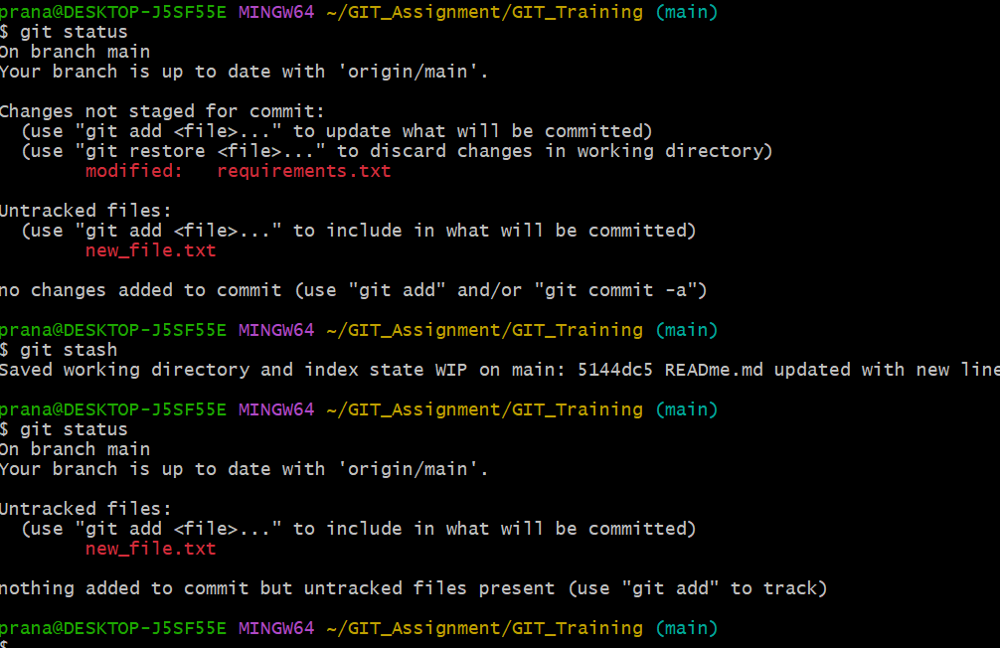 prana@DESKTOP-J5SF55E MINGW64 ~/GIT_Assignment/GIT_Training (main)
$ git status
On branch main
Your branch is up to date with 'origin/main'.
Changes not staged for commit:
(use "git add <file>..." to update what will be committed)
(use "git restore <file>..." to discard changes in working directory)
modified: requirements.txt
Untracked files:
(use "git add <file>..." to include in what will be committed)
new_file.txt
no changes added to commit (use "git add" and/or "git commit -a")
prana@DESKTOP-J5SF55E MINGW64 ~/GIT_Assignment/GIT_Training (main)
$ git stash
Saved working directory and index state WIP on main: 5144dc5 READme.md updated with new line
prana@DESKTOP-J5SF55E MINGW64 ~/GIT_Assignment/GIT_Training (main)
$ git status
On branch main
Your branch is up to date with 'origin/main'.
Untracked files:
(use "git add <file>..." to include in what will be committed)
new_file.txt
nothing added to commit but untracked files present (use "git add" to track)
prana@DESKTOP-J5SF55E MINGW64 ~/GIT_Assignment/GIT_Training (main)
$